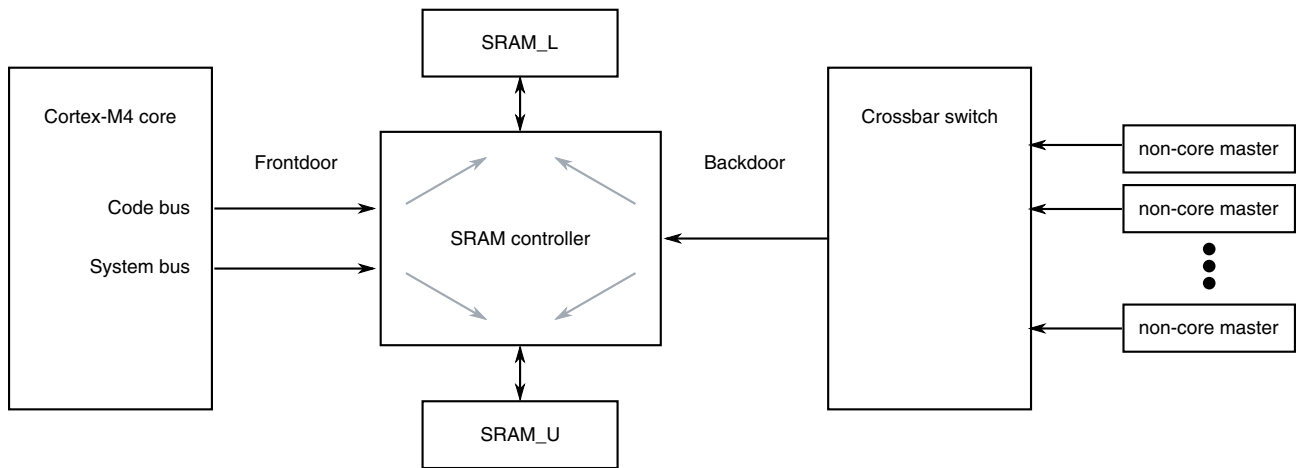 SRAM_L
Cortex-M4 core
Crossbar switch
non-core master
Frontdoor
Backdoor
Code bus
non-core master
SRAM controller
System bus
non-core master
SRAM_U